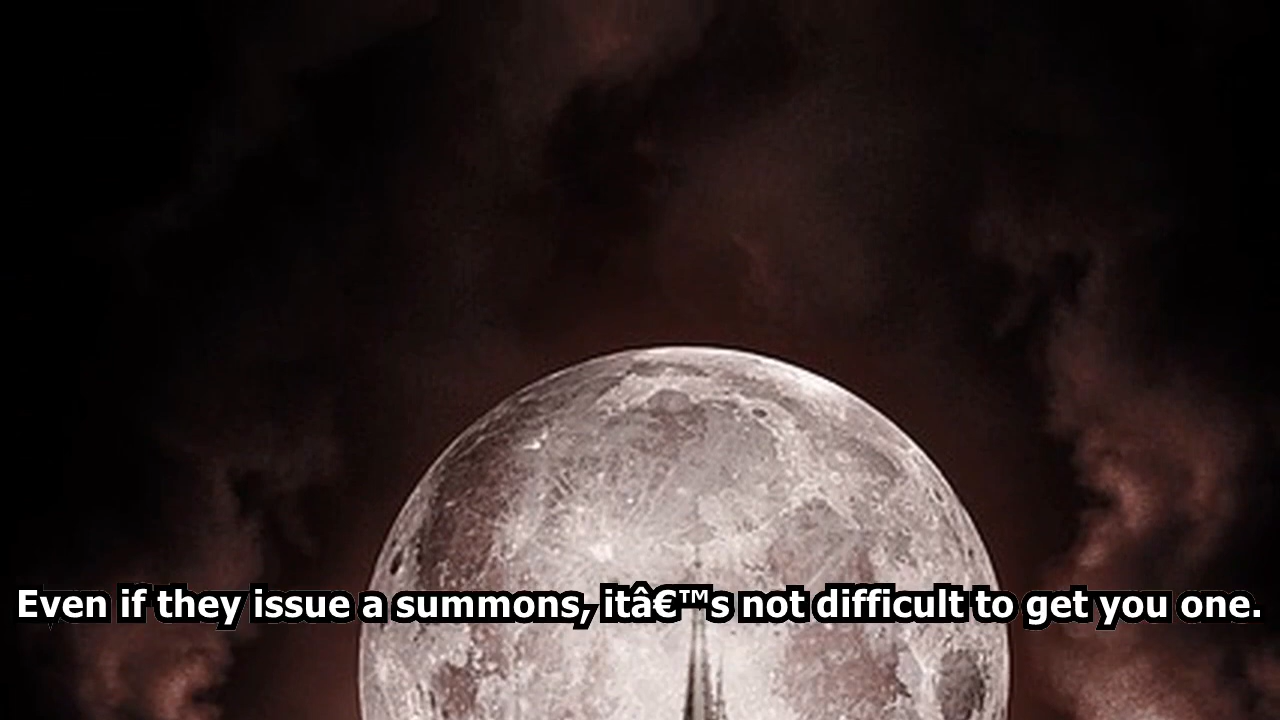 Even if they issue a summons, itâ€™s not difficult to get you one.